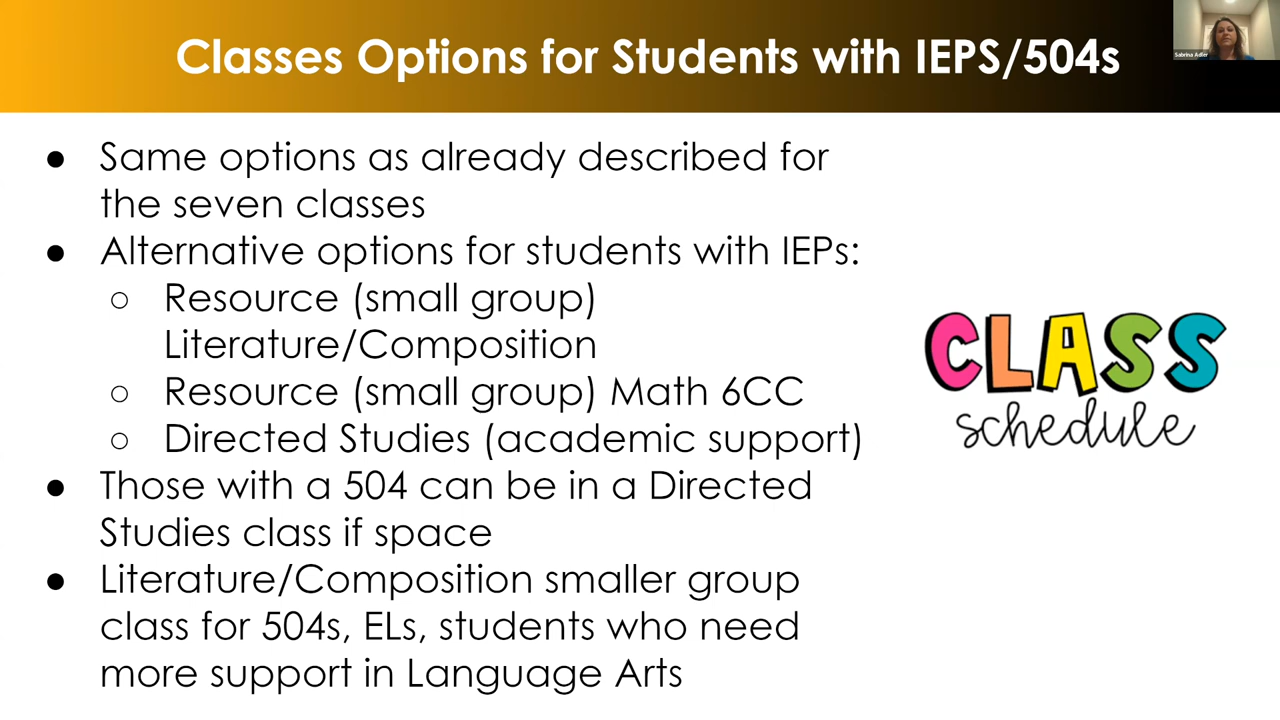 Classes Options for Students with IEPS/504s
Sabrina Adler
● Same options as already described for
the seven classes
● Alternative options for students with IEPs:
○ Resource (small group)
Literature/Composition
○ Resource (small group) Math 6CC
○ Directed Studies (academic support)
● Those with a 504 can be in a Directed
Studies class if space
● Literature/Composition smaller group
class for 504s, ELs, students who need
more support in Language Arts
CLASS
schedule